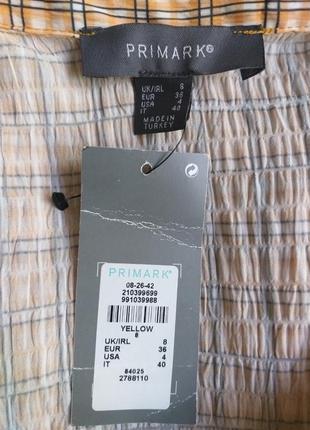 PRIMARK®
UK/IRL 8
EUR 36
USA 4
IT 40
MADE IN
TURKEY
PRIMARK®
08-26-42
210399699
991039988
YELLOW
8
UK/IRL 8
EUR 36
USA 4
IT 40
84025
2788110